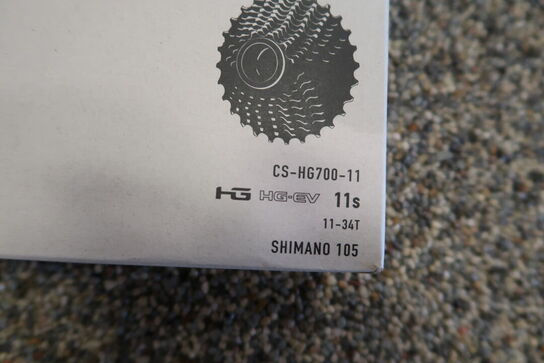 CS-HG700-11
HG HG-EV 11s
11-34T
SHIMANO 105